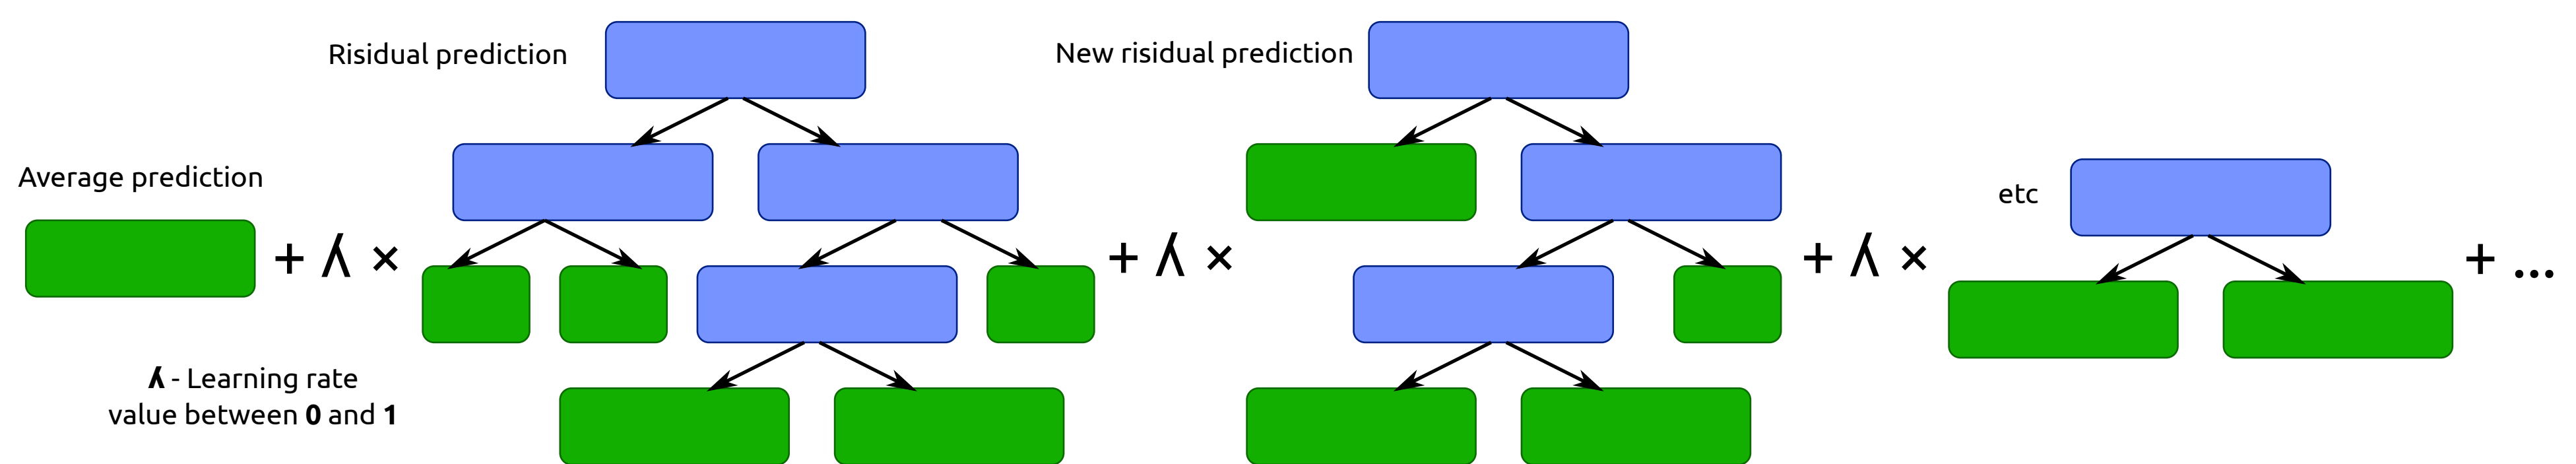 Risidual prediction
New risidual prediction
Average prediction
etc
+ ʎ ×
+ ʎ ×
+ ʎ ×
+ ...
ʎ - Learning rate
value between 0 and 1